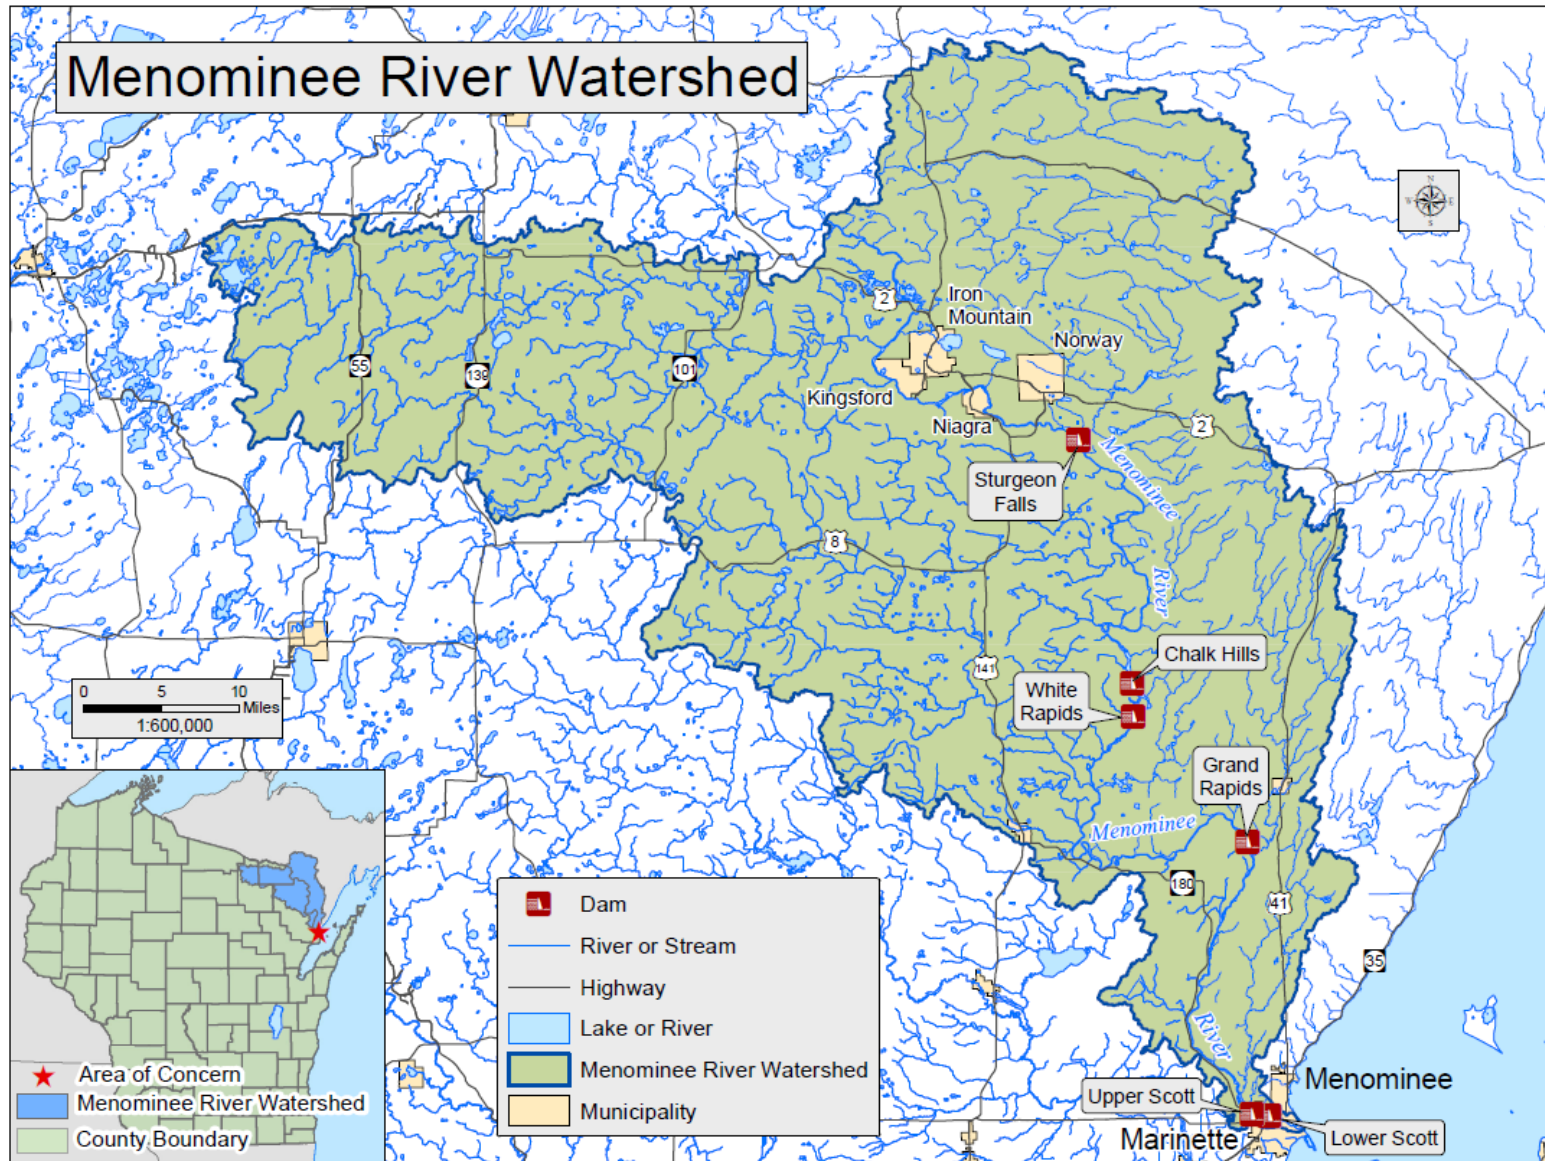 Menominee River Watershed
N
W E
S
2
Iron
Mountain
Norway
55
139
101
Kingsford
Niagra
2
Sturgeon
Falls
Menominee
River
8
141
Chalk Hills
White
Rapids
0 5 10
Miles
1:600,000
Grand
Rapids
Menominee
180
41
35
River
Dam
River or Stream
Highway
Lake or River
Menominee River Watershed
Municipality
Area of Concern
Menominee River Watershed
County Boundary
Menominee
Upper Scott
Marinette
Lower Scott